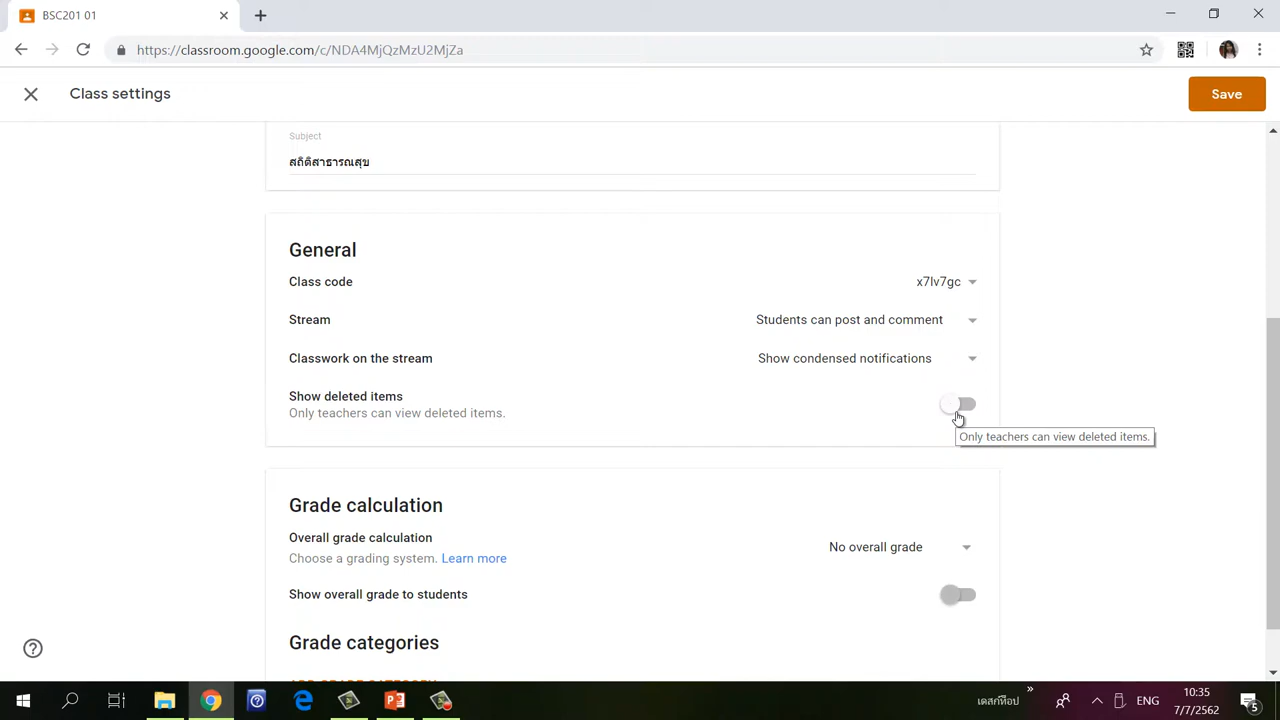 BSC201 01
https://classroom.google.com/c/NDA4MjQzMzU2MjZa
Class settings
Save
Subject
สถิติสาธารณสุข
General
Class code
x7lv7gc
Stream
Students can post and comment
Classwork on the stream
Show condensed notifications
Show deleted items
Only teachers can view deleted items.
Only teachers can view deleted items.
Grade calculation
Overall grade calculation
No overall grade
Choose a grading system. Learn more
Show overall grade to students
Grade categories
เดสก์ท็อป
ENG
10:35
7/7/2562
5